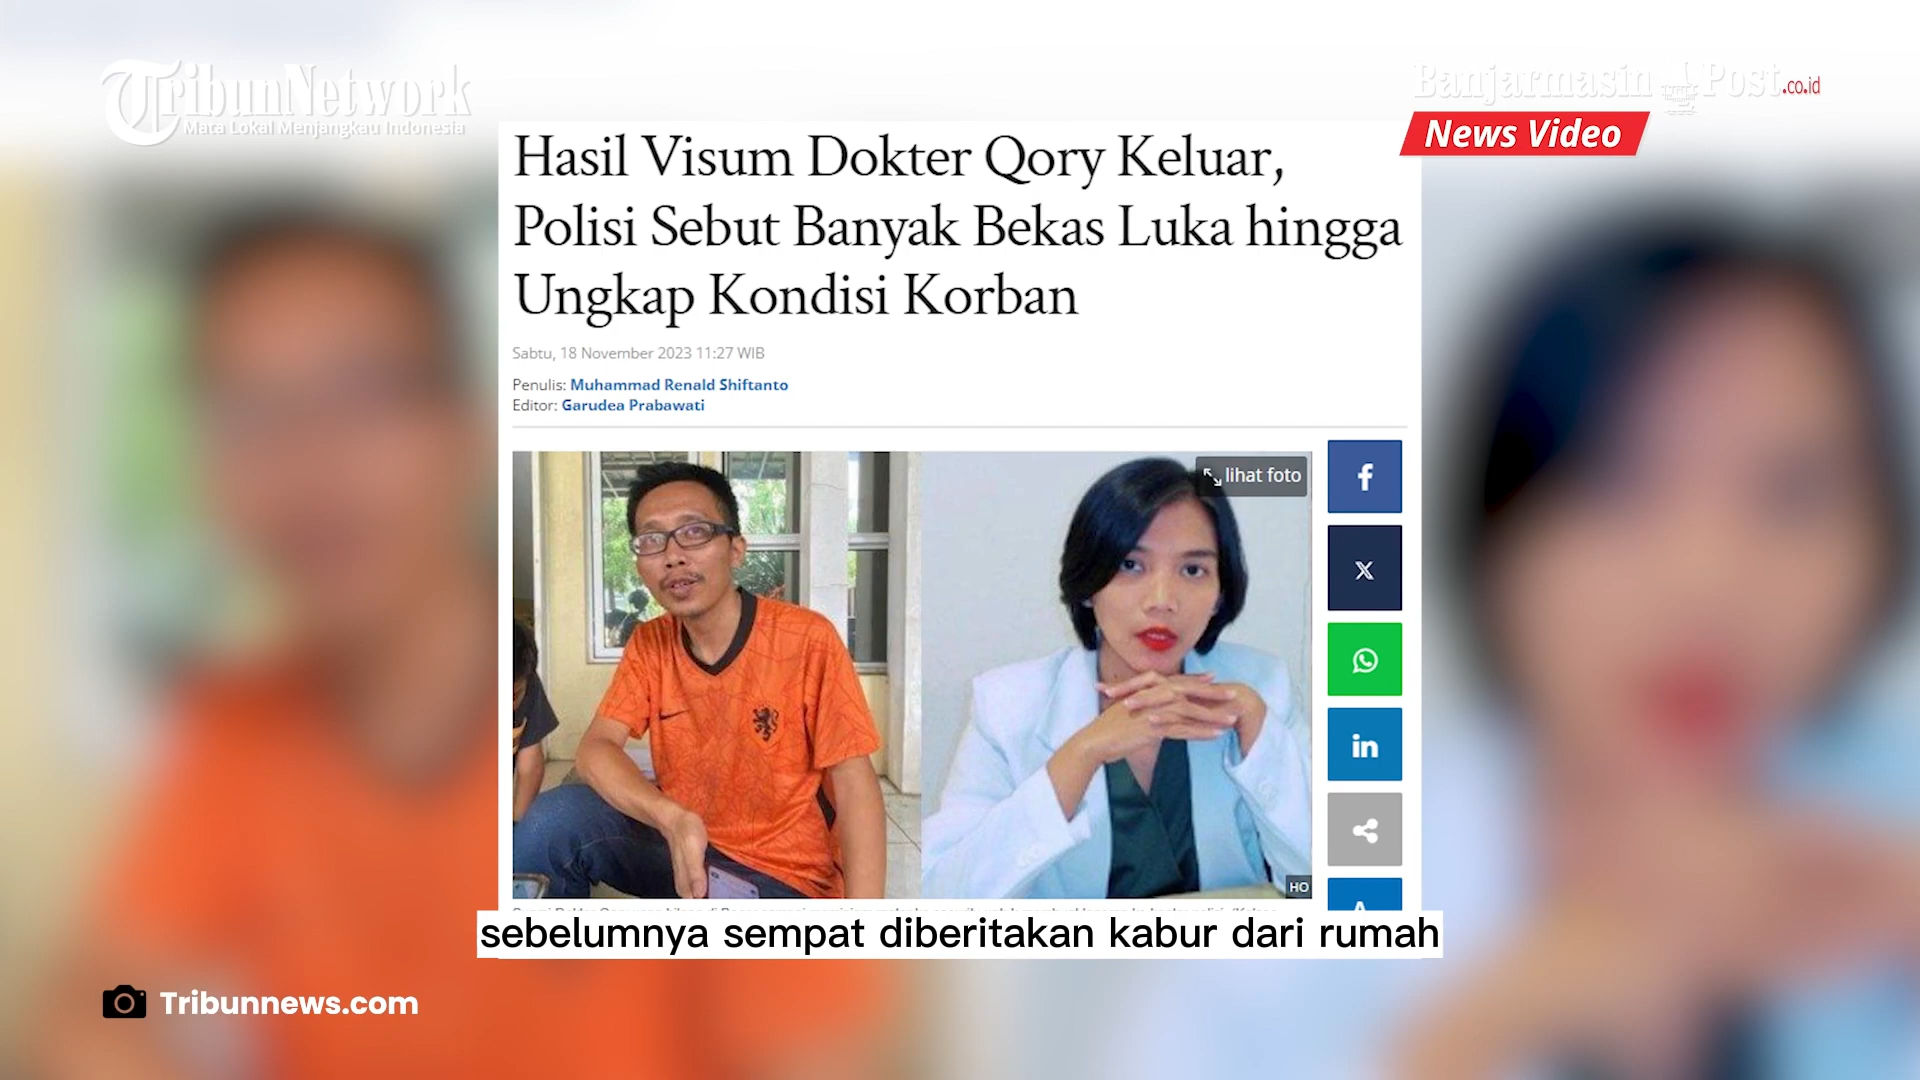 TribunNetwork
Mata Lokal Menjangkau Indonesia
Banjarmasin Post.co.id
News Video
Hasil Visum Dokter Qory Keluar,
Polisi Sebut Banyak Bekas Luka hingga
Ungkap Kondisi Korban
Sabtu, 18 November 2023 11:27 WIB
Penulis: Muhammad Renald Shiftanto
Editor: Garudea Prabawati
lihat foto
HO
sebelumnya sempat diberitakan kabur dari rumah
Tribunnews.com